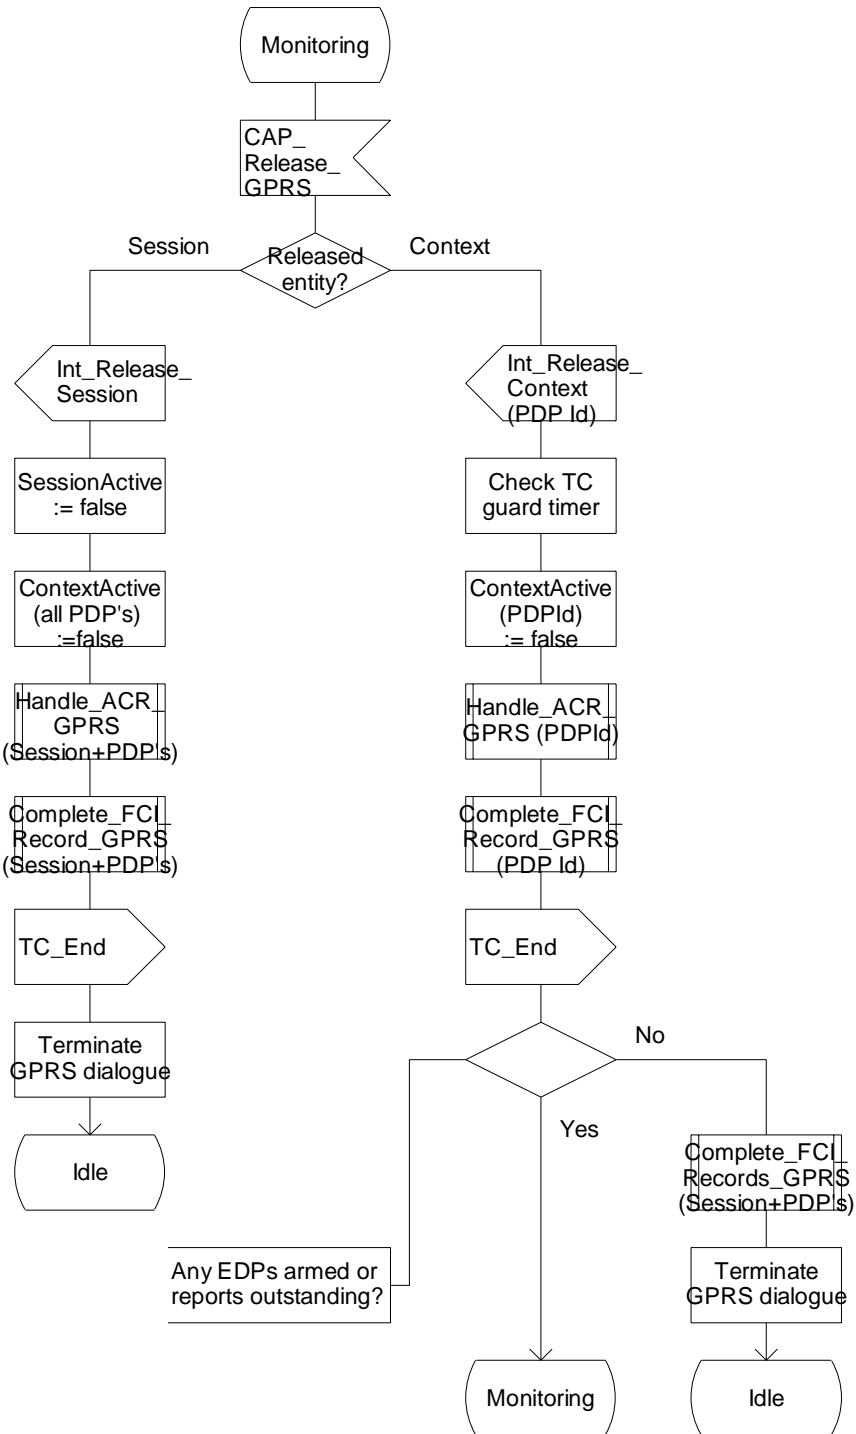 Monitoring
CAP_
Release_
GPRS
Session
Released
entity?
Context
Int_Release_
Session
Int_Release_
Context
(PDP Id)
SessionActive
:= false
Check TC
guard timer
ContextActive
(all PDP's)
:=false
ContextActive
(PDPId)
:= false
Handle_ACR_
GPRS
(Session+PDP's)
Handle_ACR_
GPRS (PDPId)
Complete_FCI_
Record_GPRS
(Session+PDP's)
Complete_FCI_
Record_GPRS
(PDP Id)
TC_End
TC_End
Terminate
GPRS dialogue
No
Yes
Idle
Complete_FCI_
Records_GPRS
(Session+PDP's)
Any EDPs armed or
reports outstanding?
Terminate
GPRS dialogue
Monitoring
Idle